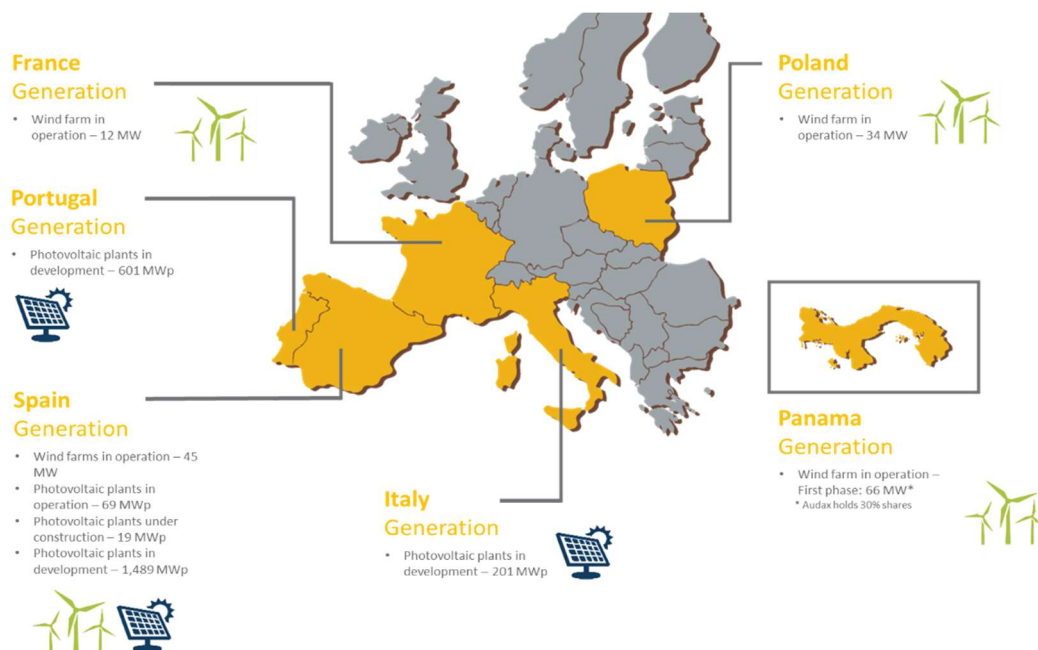 France
Generation
• Wind farm in
operation – 12 MW
Portugal
Generation
• Photovoltaic plants in
development – 601 MWp
Spain
Generation
• Wind farms in operation – 45
MW
• Photovoltaic plants in
operation – 69 MWp
• Photovoltaic plants under
construction – 19 MWp
• Photovoltaic plants in
development – 1,489 MWp
Italy
Generation
• Photovoltaic plants in
development – 201 MWp
Poland
Generation
• Wind farm in
operation – 34 MW
Panama
Generation
• Wind farm in operation –
First phase: 66 MW*
* Audax holds 30% shares